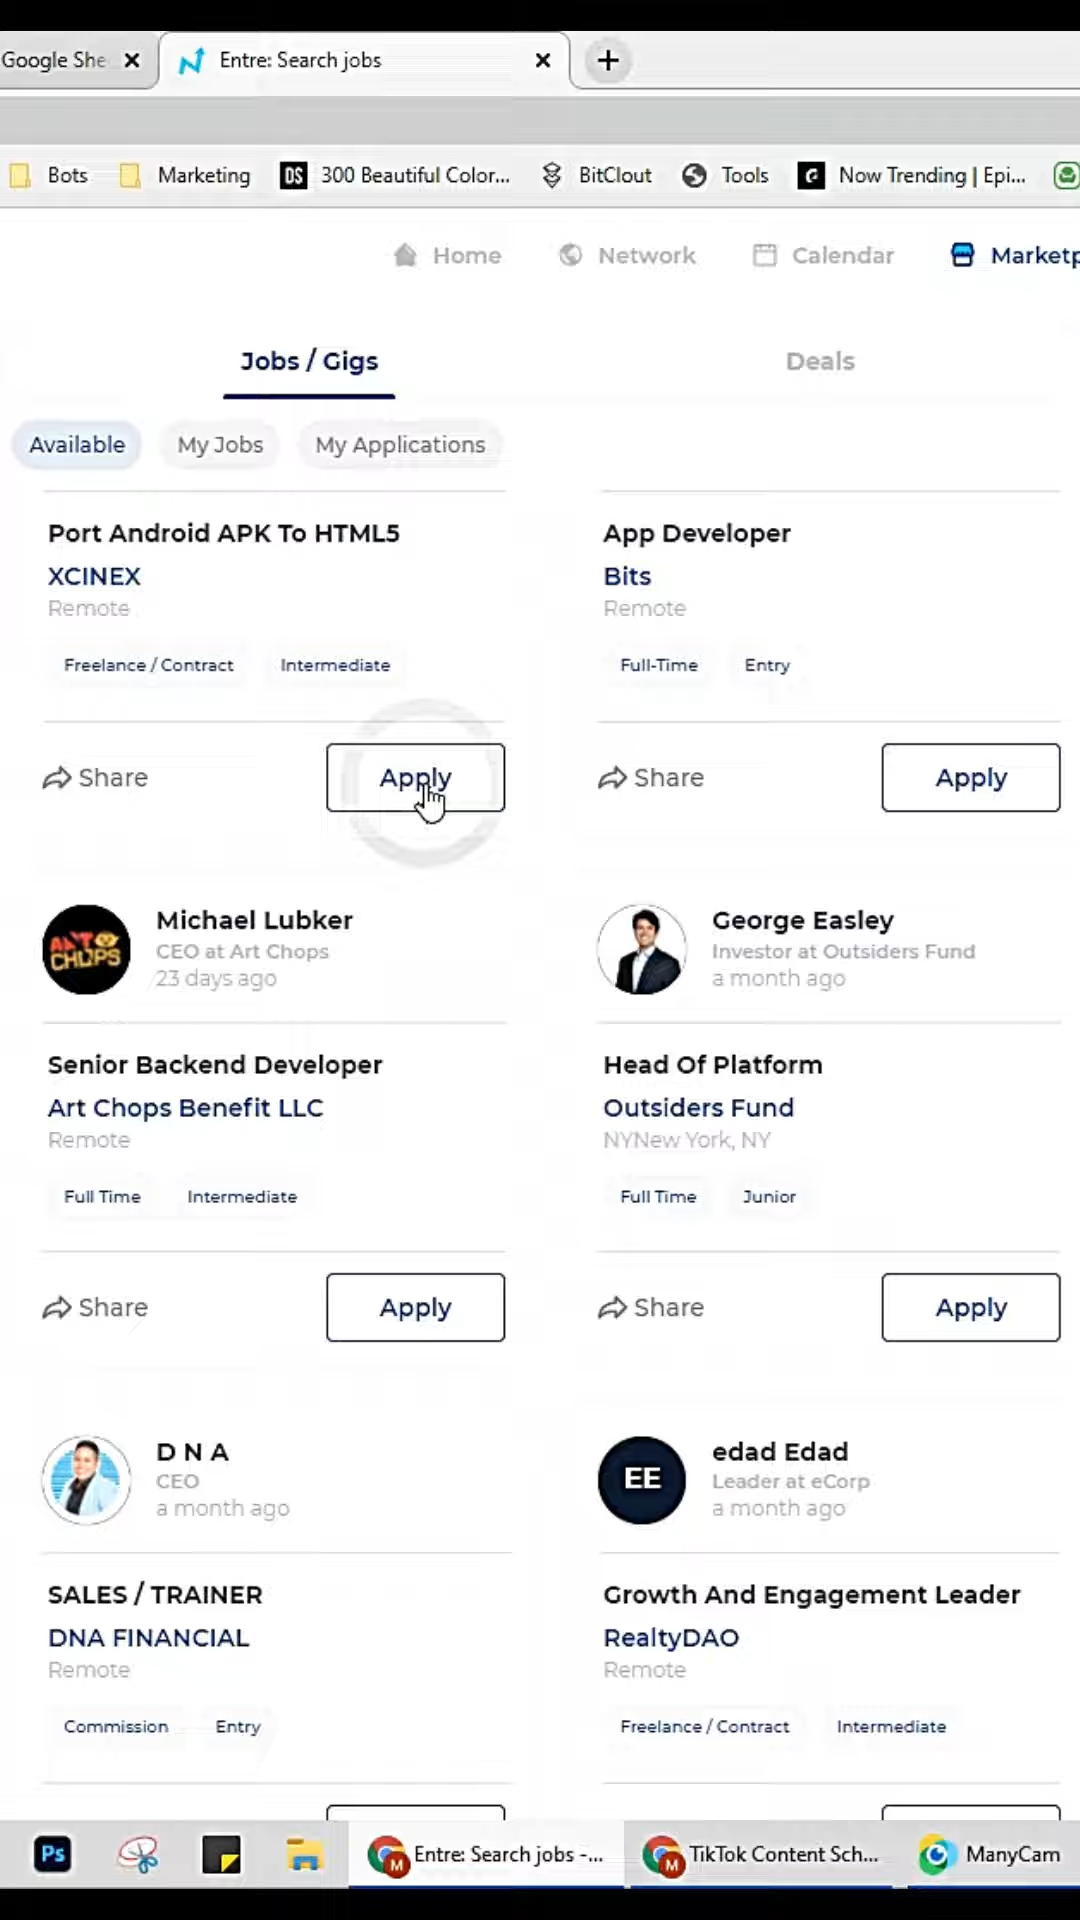 Google She
Entre: Search jobs
Bots
Marketing
DS
300 Beautiful Color...
BitClout
Tools
Now Trending | Epi...
Home
Network
Calendar
Marketp
Jobs / Gigs
Deals
Available
My Jobs
My Applications
Port Android APK To HTML5
XCINEX
Remote
Freelance / Contract
Intermediate
Share
Apply
App Developer
Bits
Remote
Full-Time
Entry
Share
Apply
ART
CHOPS
Michael Lubker
CEO at Art Chops
23 days ago
Senior Backend Developer
Art Chops Benefit LLC
Remote
Full Time
Intermediate
Share
Apply
George Easley
Investor at Outsiders Fund
a month ago
Head Of Platform
Outsiders Fund
NYNew York, NY
Full Time
Junior
Share
Apply
D N A
CEO
a month ago
SALES / TRAINER
DNA FINANCIAL
Remote
Commission
Entry
EE
edad Edad
Leader at eCorp
a month ago
Growth And Engagement Leader
RealtyDAO
Remote
Freelance / Contract
Intermediate
Ps
M
Entre: Search jobs -...
M
TikTok Content Sch...
ManyCam